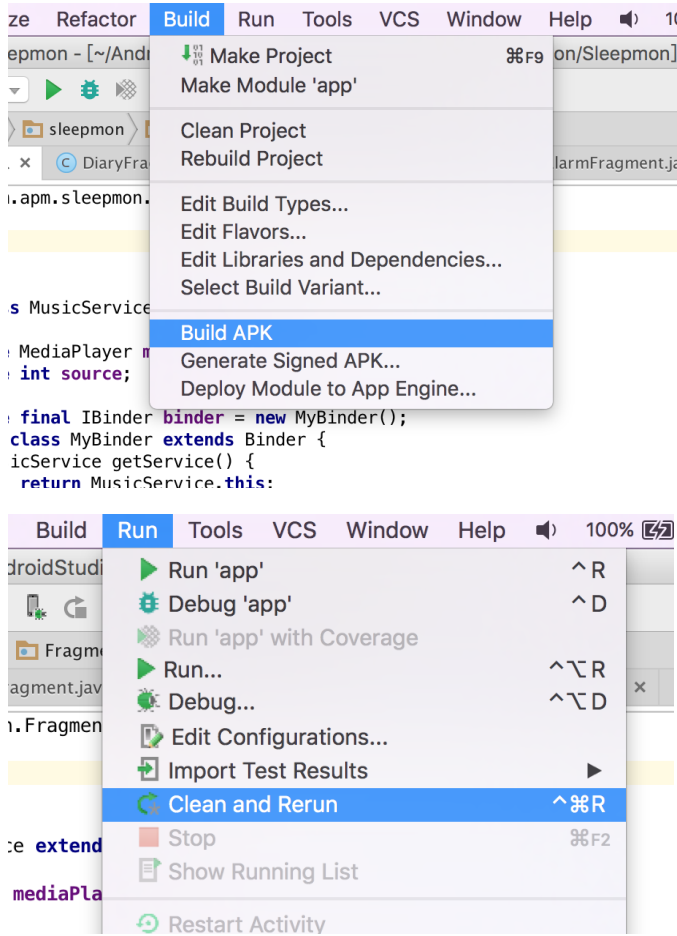 ze Refactor Build Run Tools VCS Window Help
epmon - [~/Andr on/Sleepmon]
Make Project ⌘F9
Make Module 'app'
sleepmon
Clean Project
Rebuild Project
DiaryFra larmFragment.ja
.apm.sleepmon.
Edit Build Types...
Edit Flavors...
Edit Libraries and Dependencies...
Select Build Variant...
s MusicService
Build APK
MediaPlayer m
Generate Signed APK...
int source;
Deploy Module to App Engine...
final IBinder binder = new MyBinder();
class MyBinder extends Binder {
icService getService() {
return MusicService.this;
Build Run Tools VCS Window Help 100%
droidStudi
Run 'app' ^R
Debug 'app' ^D
Run 'app' with Coverage
Fragme
Run... ^⌥R
ragment.jav
Debug... ^⌥D
n.Fragmen
Edit Configurations...
Import Test Results
Clean and Rerun ^⌘R
Stop ⌘F2
ce extend
Show Running List
mediaPla
Restart Activity